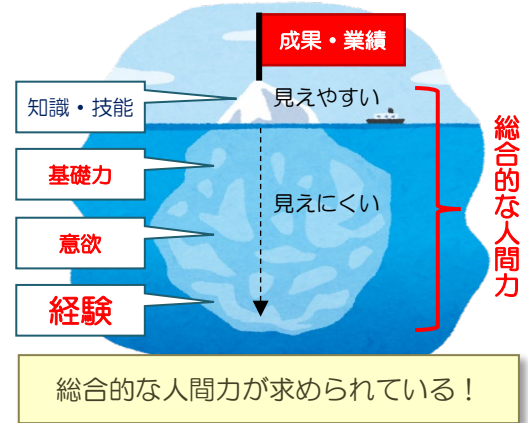 成果・業績
見えやすい
知識・技能
基礎力
見えにくい
意欲
経験
総合的な人間力
総合的な人間力が求められている！